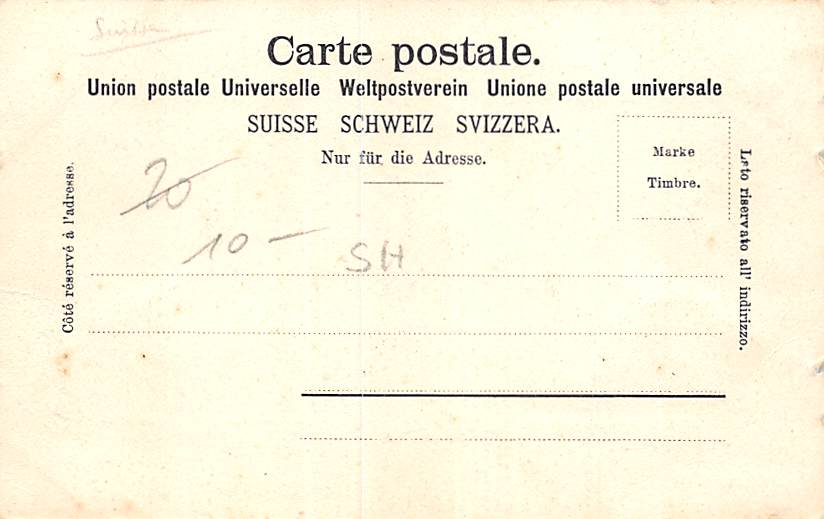 Suisse
Carte postale.
Union postale Universelle Weltpostverein Unione postale universale
SUISSE SCHWEIZ SVIZZERA.
Nur für die Adresse.
Marke
Timbre.
Côté réservé à l'adresse.
Lato riservato all' indirizzo.
20
10 —
SH